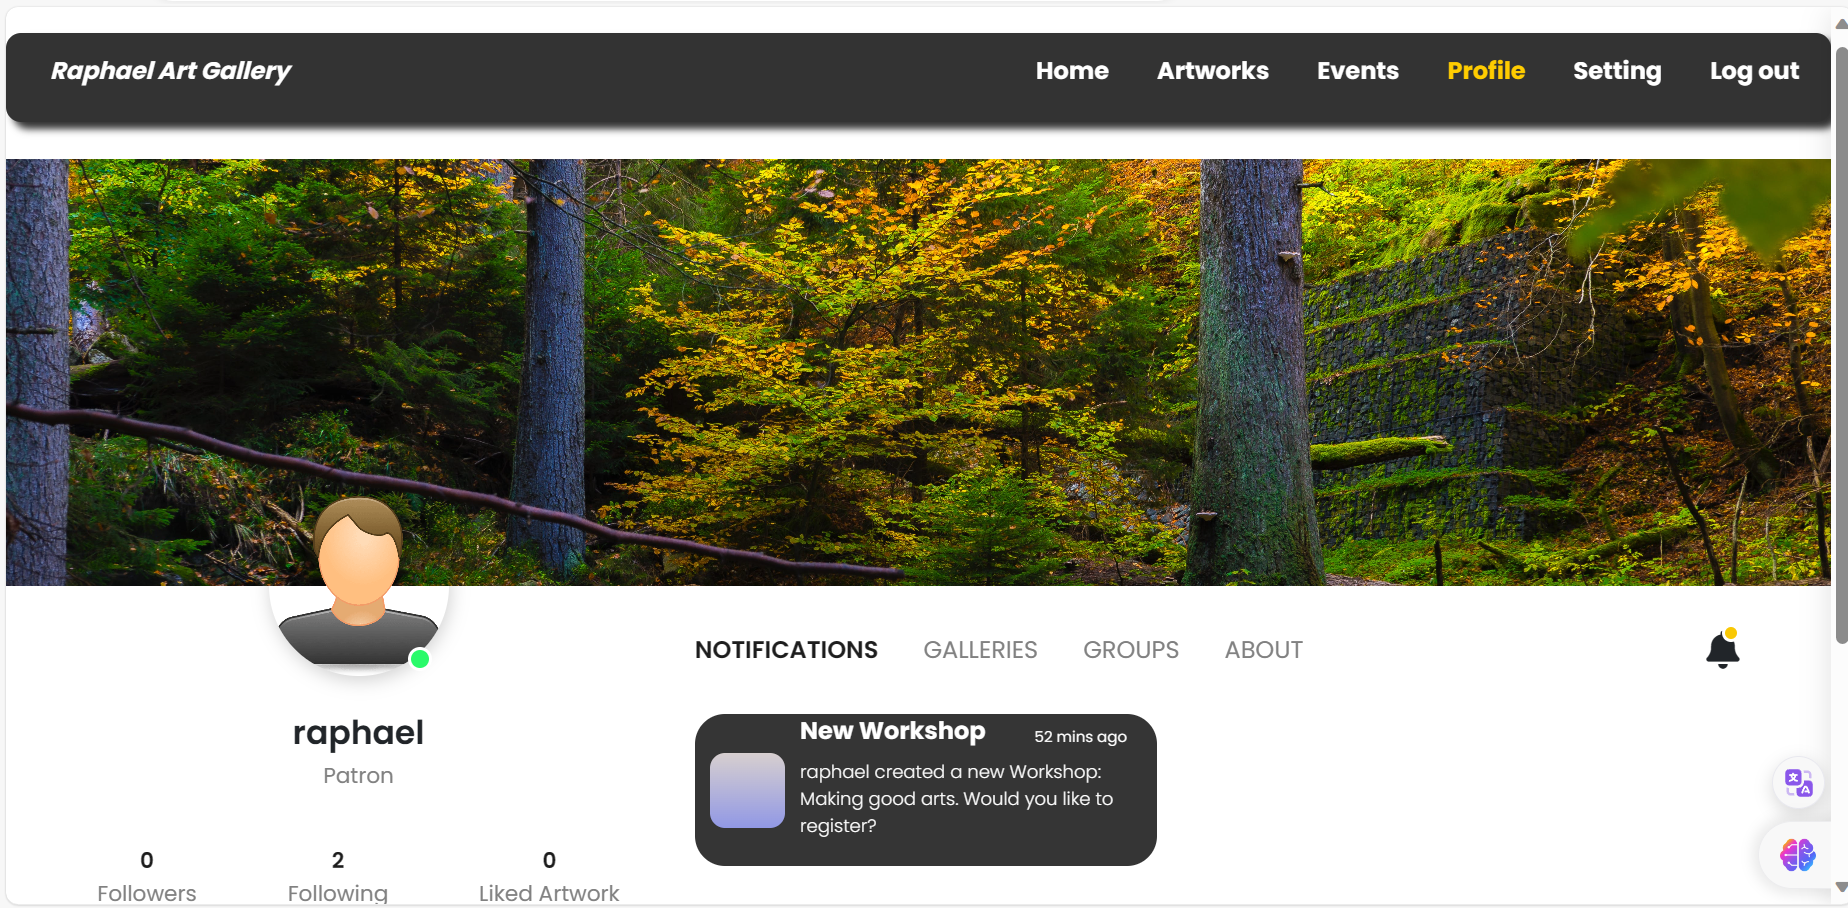 Raphael Art Gallery
Home Artworks Events Profile Setting Log out
NOTIFICATIONS GALLERIES GROUPS ABOUT
raphael
Patron
0 2 0
Followers Following Liked Artwork
New Workshop 52 mins ago
raphael created a new Workshop:
Making good arts. Would you like to
register?